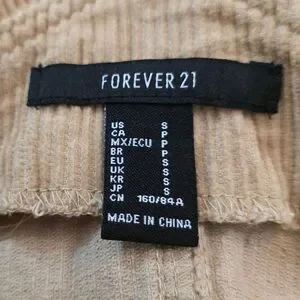 FOREVER 21
US S
CA P
MX/ECU P
BR P
EU S
UK S
KR S
JP S
CN 160/84A
MADE IN CHINA